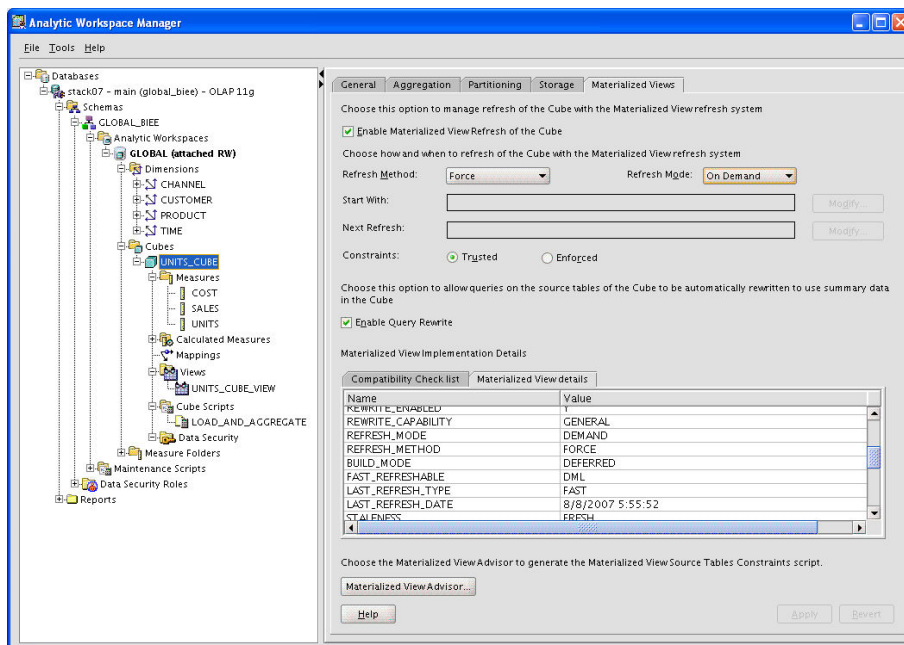 Analytic Workspace Manager
File Tools Help
Databases
stack07 - main (global_biee) - OLAP 11g
Schemas
GLOBAL_BIEE
Analytic Workspaces
GLOBAL (attached RW)
Dimensions
CHANNEL
CUSTOMER
PRODUCT
TIME
Cubes
UNITS_CUBE
Measures
COST
SALES
UNITS
Calculated Measures
Mappings
Views
UNITS_CUBE_VIEW
Cube Scripts
LOAD_AND_AGGREGATE
Data Security
Measure Folders
Maintenance Scripts
Data Security Roles
Reports
General Aggregation Partitioning Storage Materialized Views
Choose this option to manage refresh of the Cube with the Materialized View refresh system
Enable Materialized View Refresh of the Cube
Choose how and when to refresh of the Cube with the Materialized View refresh system
Refresh Method: Force Refresh Mode: On Demand
Start With: Modify...
Next Refresh: Modify...
Constraints: Trusted Enforced
Choose this option to allow queries on the source tables of the Cube to be automatically rewritten to use summary data
in the Cube
Enable Query Rewrite
Materialized View Implementation Details
Compatibility Check list Materialized View details
Name Value
REWRITE_ENABLED Y
REWRITE_CAPABILITY GENERAL
REFRESH_MODE DEMAND
REFRESH_METHOD FORCE
BUILD_MODE DEFERRED
FAST_REFRESHABLE DML
LAST_REFRESH_TYPE FAST
LAST_REFRESH_DATE 8/8/2007 5:55:52
STALENESS FRESH
Choose the Materialized View Advisor to generate the Materialized View Source Tables Constraints script.
Materialized View Advisor...
Help Apply Revert